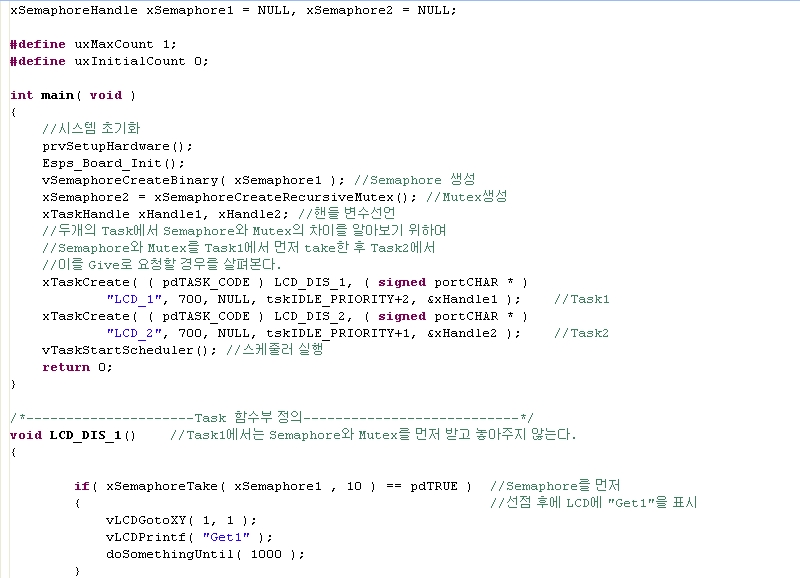 xSemaphoreHandle xSemaphore1 = NULL, xSemaphore2 = NULL;
#define uxMaxCount 1;
#define uxInitialCount 0;
int main( void )
{
//시스템 초기화
prvSetupHardware();
Esps_Board_Init();
vSemaphoreCreateBinary( xSemaphore1 ); //Semaphore 생성
xSemaphore2 = xSemaphoreCreateRecursiveMutex(); //Mutex생성
xTaskHandle xHandle1, xHandle2; //핸들 변수선언
//두개의 Task에서 Semaphore와 Mutex의 차이를 알아보기 위하며
//Semaphore와 Mutex를 Task1에서 먼저 take한 후 Task2에서
//이를 Give로 요청할 경우를 살펴본다.
xTaskCreate( ( pdTASK_CODE ) LCD_DIS_1, ( signed portCHAR * )
"LCD_1", 700, NULL, tskIDLE_PRIORITY+2, &xHandle1 ); //Task1
xTaskCreate( ( pdTASK_CODE ) LCD_DIS_2, ( signed portCHAR * )
"LCD_2", 700, NULL, tskIDLE_PRIORITY+1, &xHandle2 ); //Task2
vTaskStartScheduler(); //스케줄러 실행
return 0;
}
/*---------------------Task 함수부 정의---------------------------*/
void LCD_DIS_1() //Task1에서는 Semaphore와 Mutex를 먼저 받고 놓아주지 않는다.
{
if( xSemaphoreTake( xSemaphore1 , 10 ) == pdTRUE ) //Semaphore를 먼저
{ //선점 후에 LCD에 "Get1"을 표시
vLCDGotoXY( 1, 1 );
vLCDPrintf( "Get1" );
doSomethingUntil( 1000 );
}